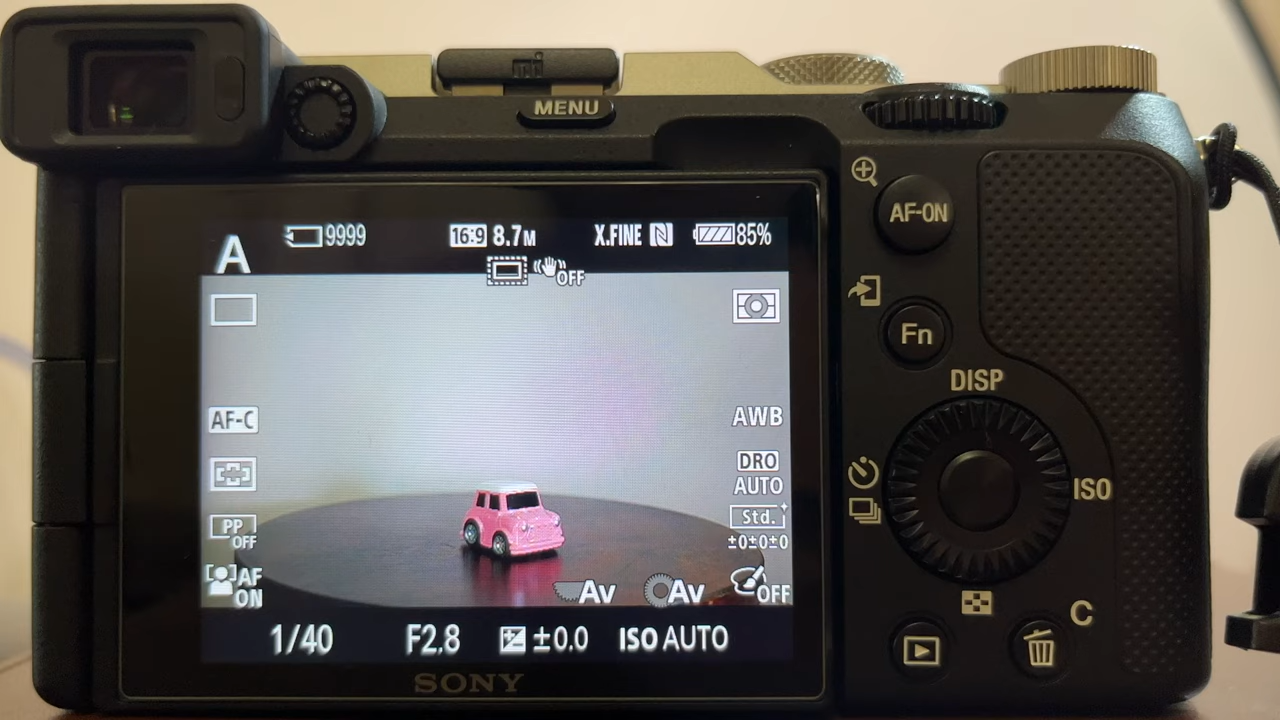 MENU
A 9999 16:9 8.7M X.FINE N 85%
OFF
AF-ON
Fn
DISP
AF-C
AWB
DRO
AUTO
PP
OFF
Std.
±0±0±0
ISO
AF
ON
Av
Av
OFF
1/40 F2.8 ±0.0 ISO AUTO
C
SONY